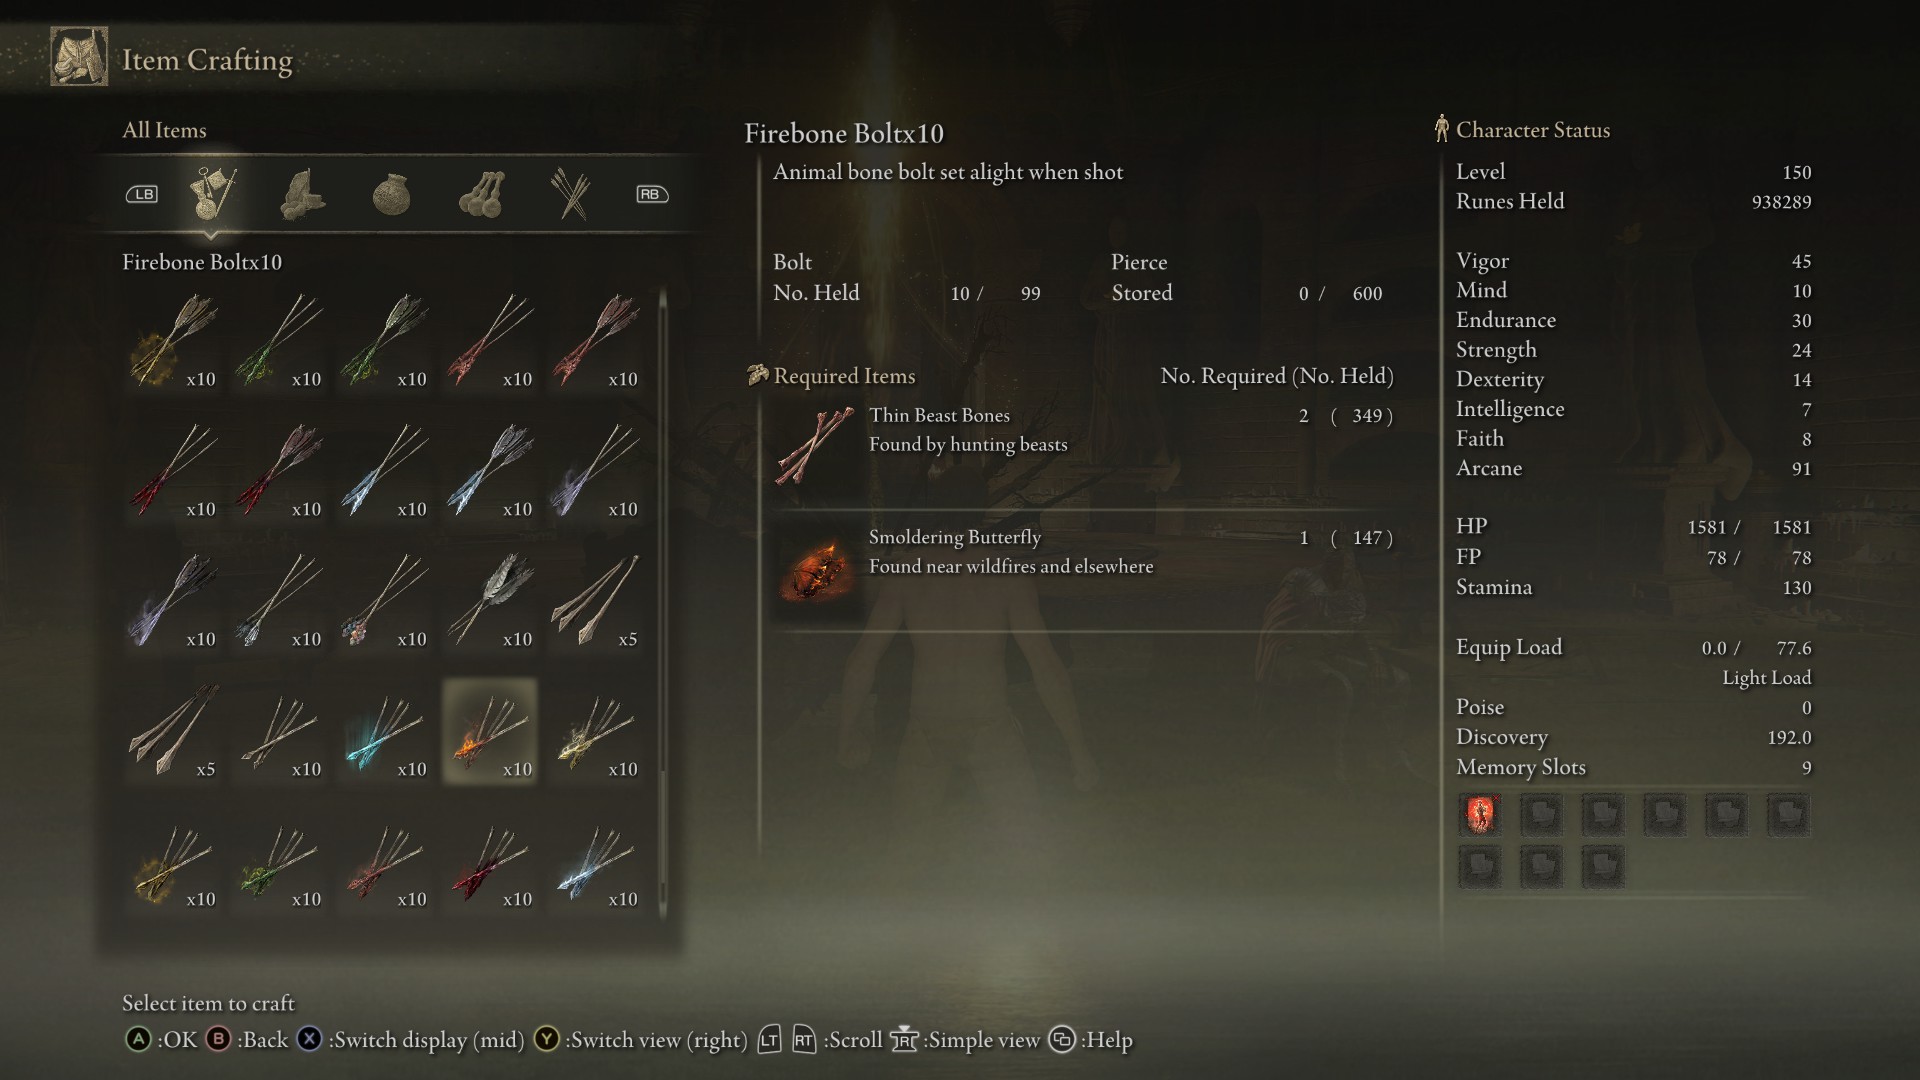 Item Crafting
All Items
LB
RB
Firebone Boltx10
x10 x10 x10 x10 x10
x10 x10 x10 x10 x10
x10 x10 x10 x10 x5
x5 x10 x10 x10 x10
x10 x10 x10 x10 x10
Firebone Boltx10
Animal bone bolt set alight when shot
Bolt Pierce
No. Held 10 / 99 Stored 0 / 600
Required Items No. Required (No. Held)
Thin Beast Bones 2 ( 349 )
Found by hunting beasts
Smoldering Butterfly 1 ( 147 )
Found near wildfires and elsewhere
Character Status
Level 150
Runes Held 938289
Vigor 45
Mind 10
Endurance 30
Strength 24
Dexterity 14
Intelligence 7
Faith 8
Arcane 91
HP 1581 / 1581
FP 78 / 78
Stamina 130
Equip Load 0.0 / 77.6
Light Load
Poise 0
Discovery 192.0
Memory Slots 9
Select item to craft
A :OK B :Back X :Switch display (mid) Y :Switch view (right) LT RT :Scroll R :Simple view :Help